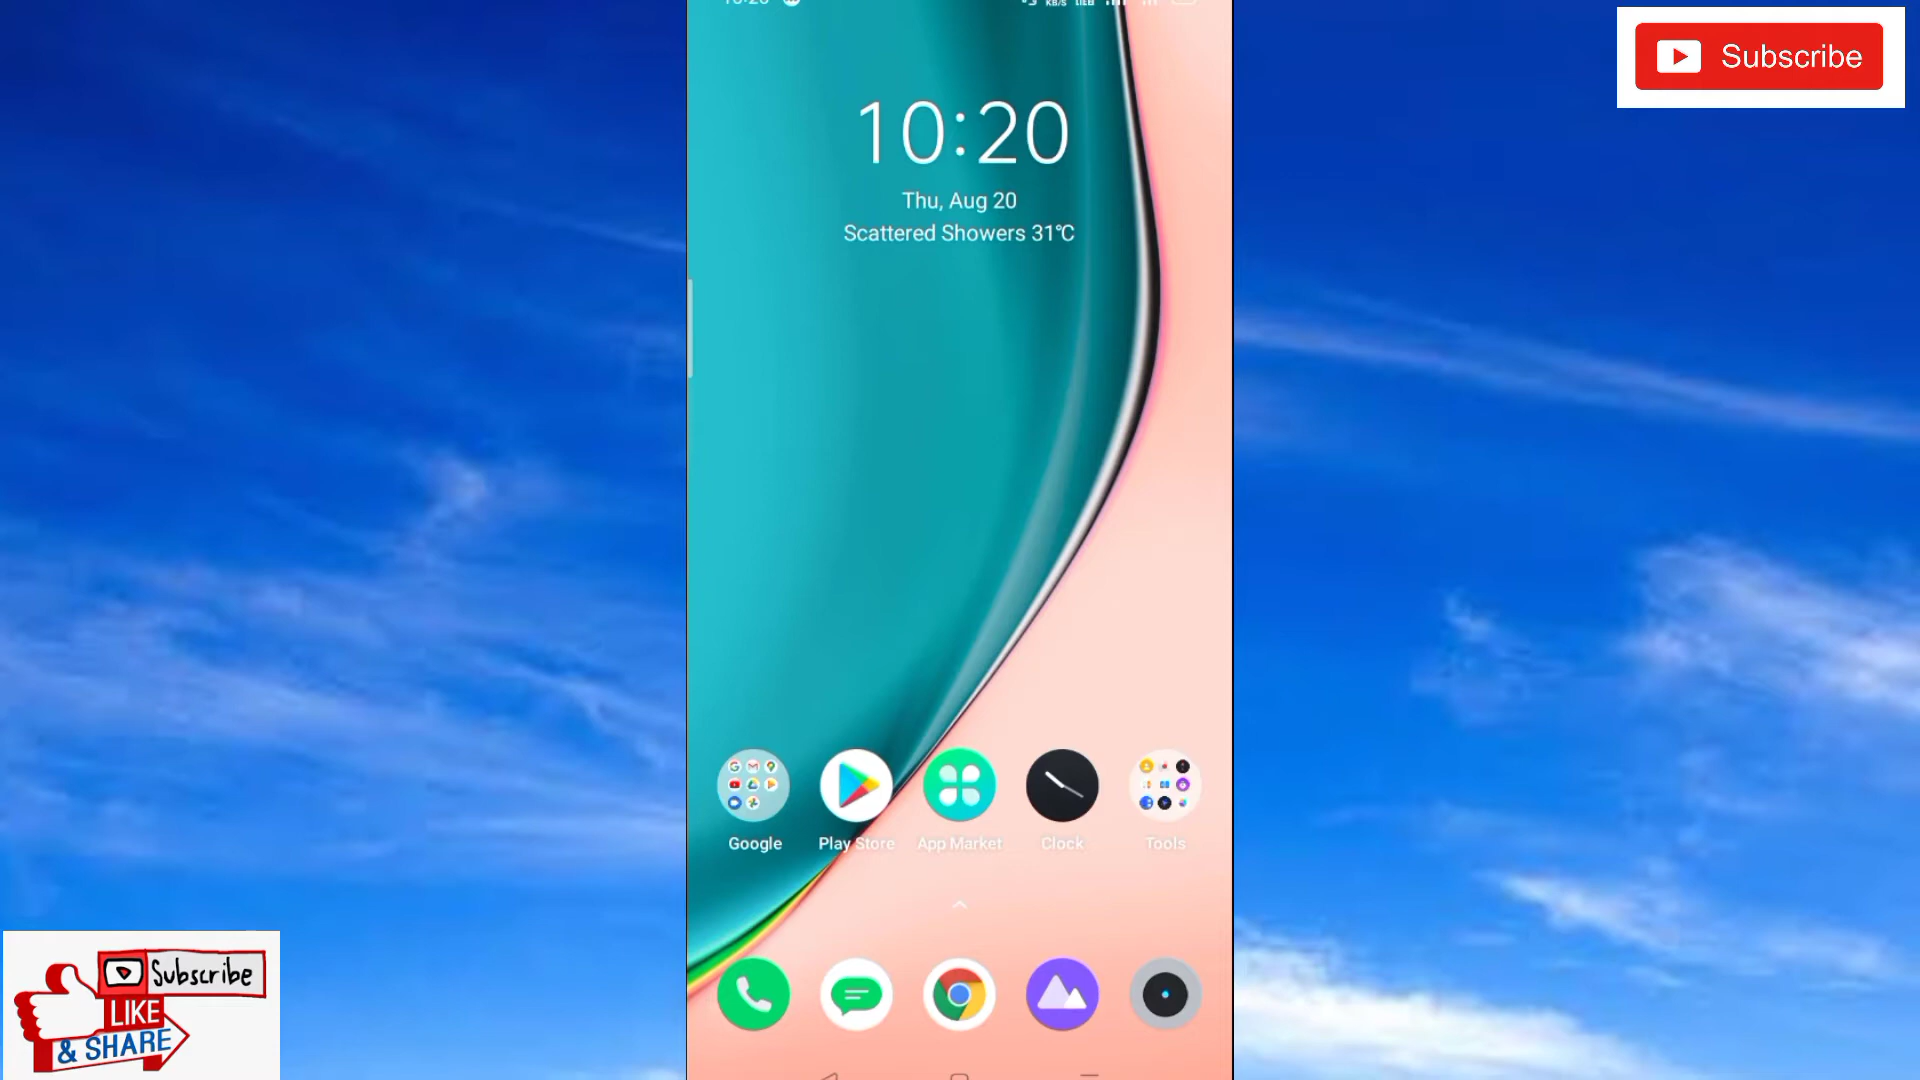 Subscribe
10:20
Thu, Aug 20
Scattered Showers 31℃
Google
Play Store
App Market
Clock
Tools
Subscribe
LIKE
& SHARE